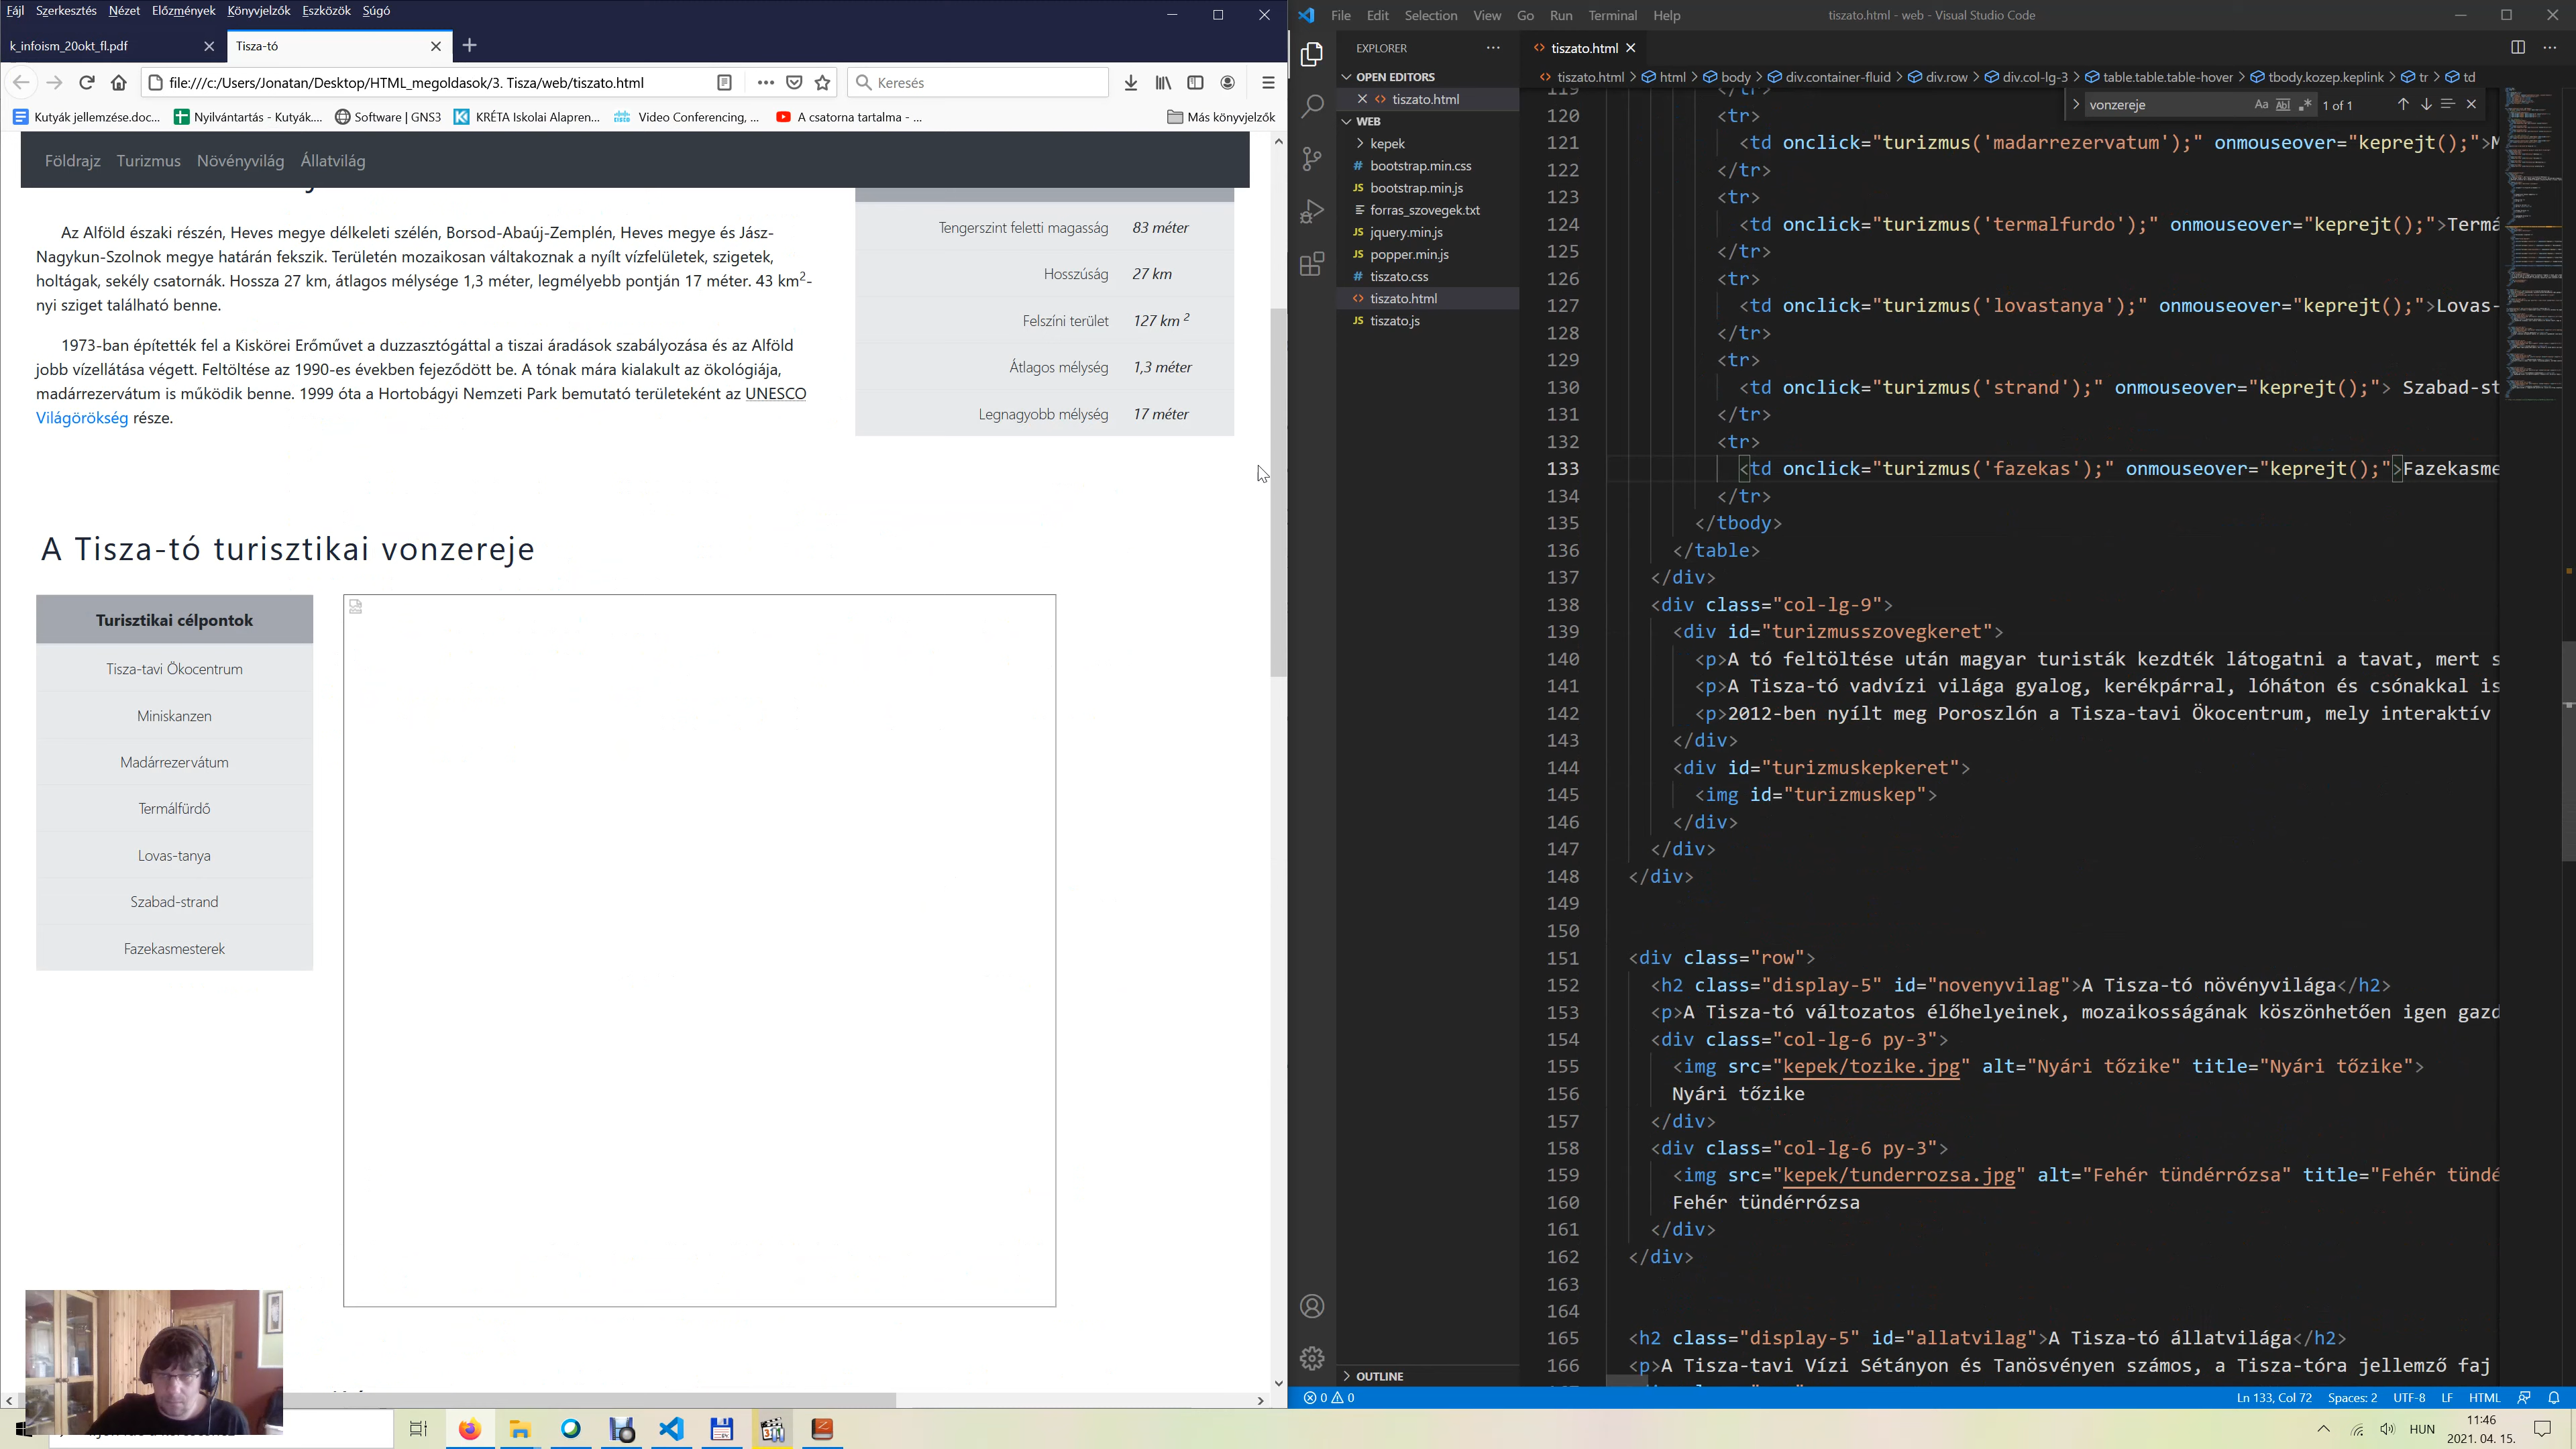 Fájl Szerkesztés Nézet Előzmények Könyvjelzők Eszközök Súgó
k_infoism_20okt_fl.pdf
Tisza-tó
file:///c:/Users/Jonatan/Desktop/HTML_megoldasok/3. Tisza/web/tiszato.html
Keresés
Kutyák jellemzése.doc...
Nyilvántartás - Kutyák....
Software | GNS3
KRÉTA Iskolai Alapren...
Video Conferencing, ...
A csatorna tartalma - ...
Más könyvjelzők
Földrajz Turizmus Növényvilág Állatvilág
Az Alföld északi részén, Heves megye délkeleti szélén, Borsod-Abaúj-Zemplén, Heves megye és Jász-
Nagykun-Szolnok megye határán fekszik. Területén mozaikosan váltakoznak a nyílt vízfelületek, szigetek,
holtágak, sekély csatornák. Hossza 27 km, átlagos mélysége 1,3 méter, legmélyebb pontján 17 méter. 43 km2-
nyi sziget található benne.
1973-ban építették fel a Kiskörei Erőművet a duzzasztógáttal a tiszai áradások szabályozása és az Alföld
jobb vízellátása végett. Feltöltése az 1990-es években fejeződött be. A tónak mára kialakult az ökológiája,
madárrezervátum is működik benne. 1999 óta a Hortobágyi Nemzeti Park bemutató területeként az UNESCO
Világörökség része.
Tengerszint feletti magasság 83 méter
Hosszúság 27 km
Felszíni terület 127 km 2
Átlagos mélység 1,3 méter
Legnagyobb mélység 17 méter
A Tisza-tó turisztikai vonzereje
Turisztikai célpontok
Tisza-tavi Ökocentrum
Miniskanzen
Madárrezervátum
Termálfürdő
Lovas-tanya
Szabad-strand
Fazekasmesterek
File Edit Selection View Go Run Terminal Help
tiszato.html - web - Visual Studio Code
EXPLORER
OPEN EDITORS
tiszato.html
WEB
kepek
bootstrap.min.css
bootstrap.min.js
forras_szovegek.txt
jquery.min.js
popper.min.js
tiszato.css
tiszato.html
tiszato.js
OUTLINE
tiszato.html
tiszato.html > html > body > div.container-fluid > div.row > div.col-lg-3 > table.table.table-hover > tbody.kozep.keplink > tr > td
vonzereje
1 of 1
119 </tr>
120 <tr>
121 <td onclick="turizmus('madarrezervatum');" onmouseover="keprejt();">M
122 </tr>
123 <tr>
124 <td onclick="turizmus('termalfurdo');" onmouseover="keprejt();">Termá
125 </tr>
126 <tr>
127 <td onclick="turizmus('lovastanya');" onmouseover="keprejt();">Lovas-
128 </tr>
129 <tr>
130 <td onclick="turizmus('strand');" onmouseover="keprejt();"> Szabad-st
131 </tr>
132 <tr>
133 <td onclick="turizmus('fazekas');" onmouseover="keprejt();">Fazekasme
134 </tr>
135 </tbody>
136 </table>
137 </div>
138 <div class="col-lg-9">
139 <div id="turizmusszovegkeret">
140 <p>A tó feltöltése után magyar turisták kezdték látogatni a tavat, mert s
141 <p>A Tisza-tó vadvízi világa gyalog, kerékpárral, lóháton és csónakkal is
142 <p>2012-ben nyílt meg Poroszlón a Tisza-tavi Ökocentrum, mely interaktív
143 </div>
144 <div id="turizmuskepkeret">
145 <img id="turizmuskep">
146 </div>
147 </div>
148 </div>
149
150
151 <div class="row">
152 <h2 class="display-5" id="novenyvilag">A Tisza-tó növényvilága</h2>
153 <p>A Tisza-tó változatos élőhelyeinek, mozaikosságának köszönhetően igen gazd
154 <div class="col-lg-6 py-3">
155 <img src="kepek/tozike.jpg" alt="Nyári tőzike" title="Nyári tőzike">
156 Nyári tőzike
157 </div>
158 <div class="col-lg-6 py-3">
159 <img src="kepek/tunderrozsa.jpg" alt="Fehér tündérrózsa" title="Fehér tündé
160 Fehér tündérrózsa
161 </div>
162 </div>
163
164
165 <h2 class="display-5" id="allatvilag">A Tisza-tó állatvilága</h2>
166 <p>A Tisza-tavi Vízi Sétányon és Tanösvényen számos, a Tisza-tóra jellemző faj
0 0
Ln 133, Col 72 Spaces: 2 UTF-8 LF HTML
HUN
11:46
2021. 04. 15.